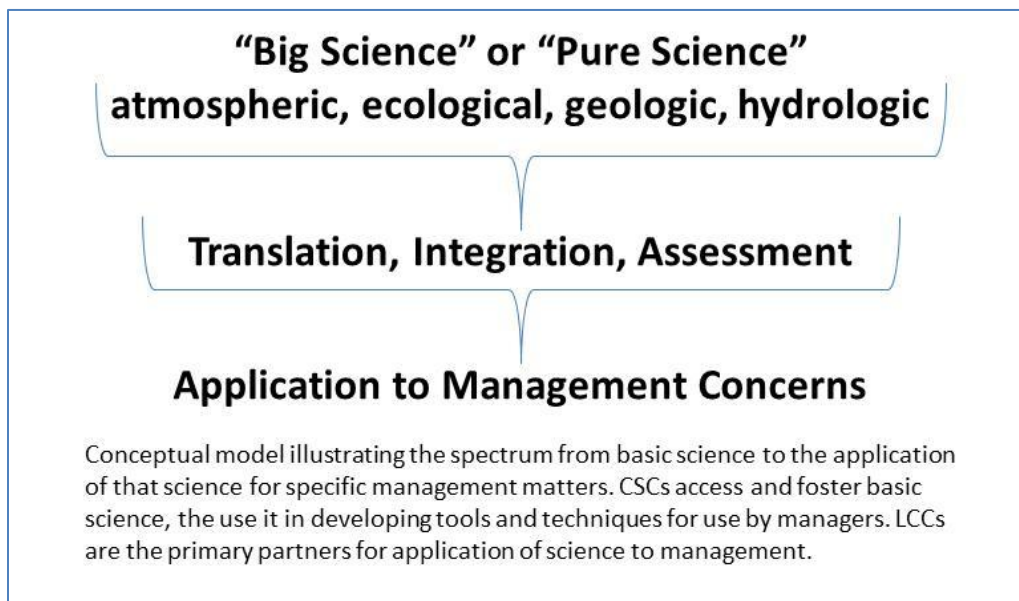 “Big Science” or “Pure Science”
atmospheric, ecological, geologic, hydrologic
Translation, Integration, Assessment
Application to Management Concerns
Conceptual model illustrating the spectrum from basic science to the application
of that science for specific management matters. CSCs access and foster basic
science, the use it in developing tools and techniques for use by managers. LCCs
are the primary partners for application of science to management.